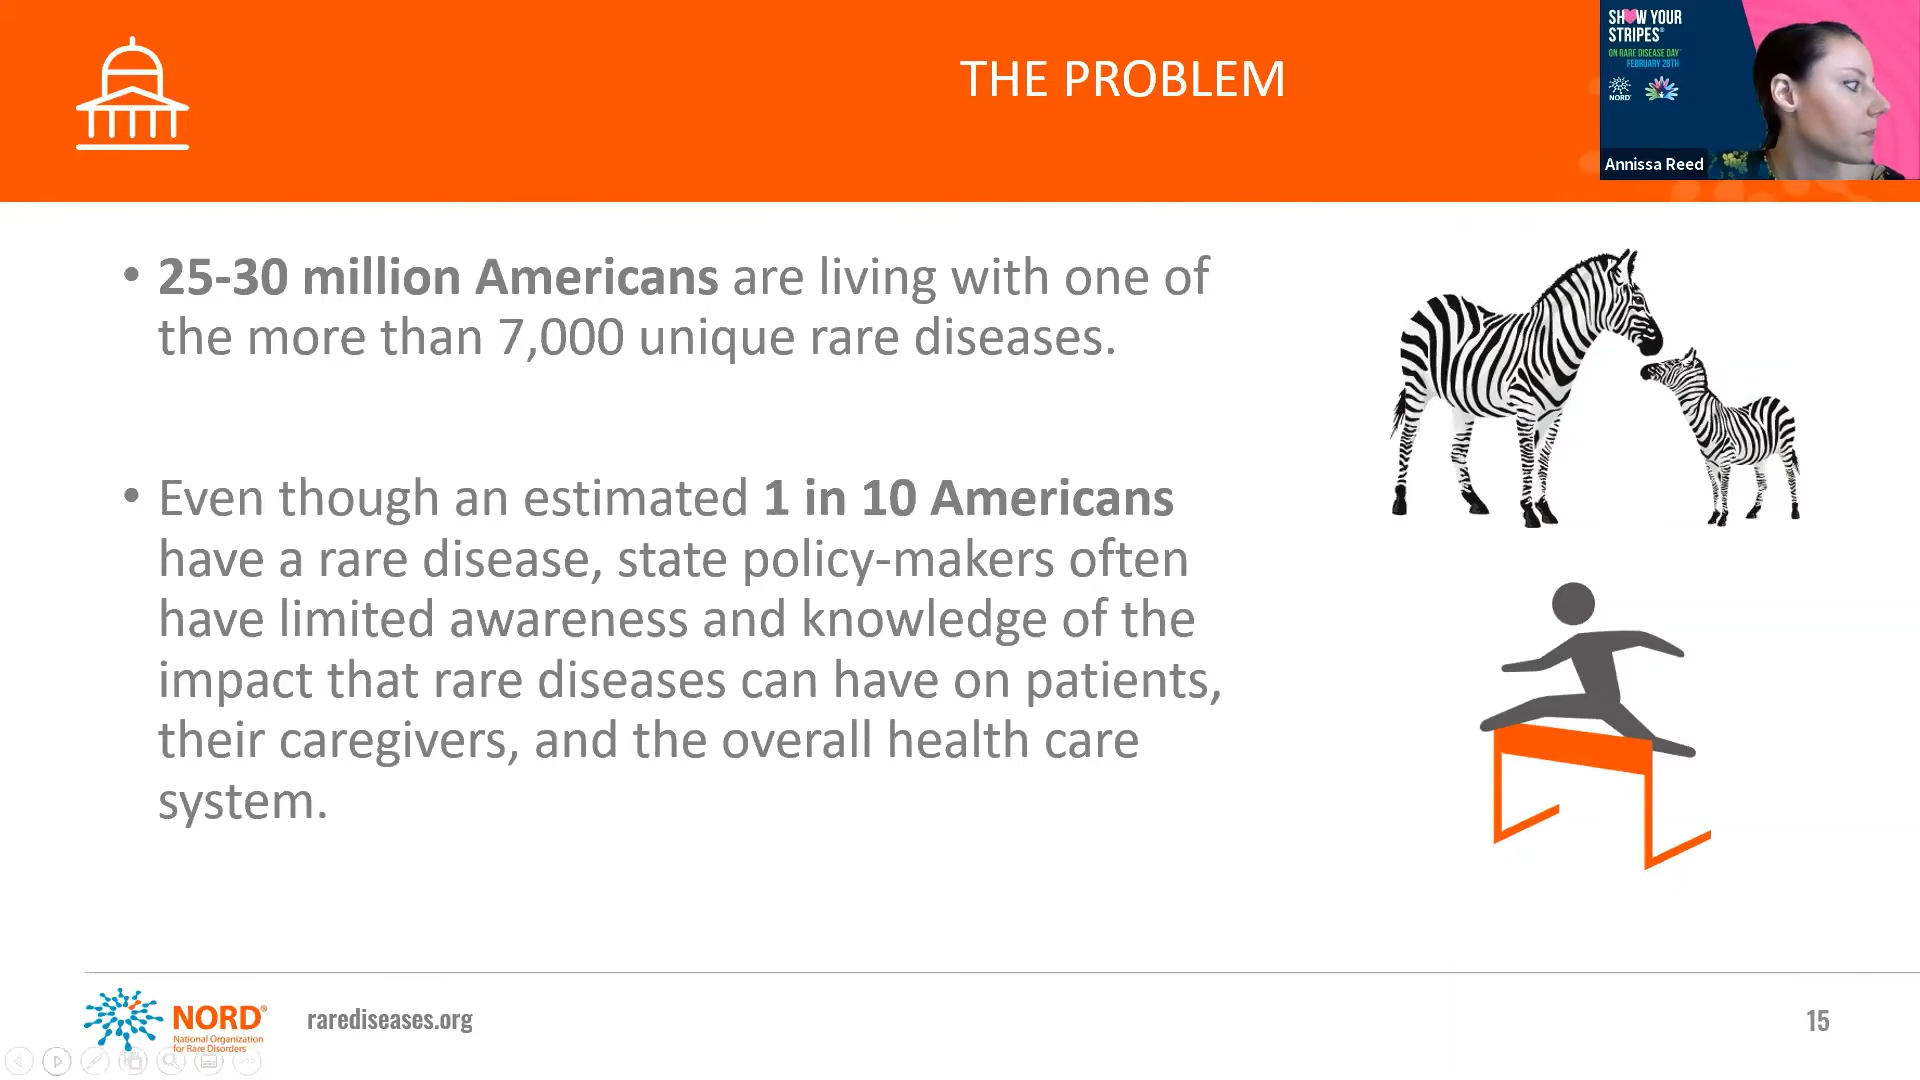 THE PROBLEM
SHOW YOUR
STRIPES®
ON RARE DISEASE DAY™
FEBRUARY 29TH
NORD®
Annissa Reed
• 25-30 million Americans are living with one of
the more than 7,000 unique rare diseases.
• Even though an estimated 1 in 10 Americans
have a rare disease, state policy-makers often
have limited awareness and knowledge of the
impact that rare diseases can have on patients,
their caregivers, and the overall health care
system.
NORD®
National Organization
for Rare Disorders
rarediseases.org
15